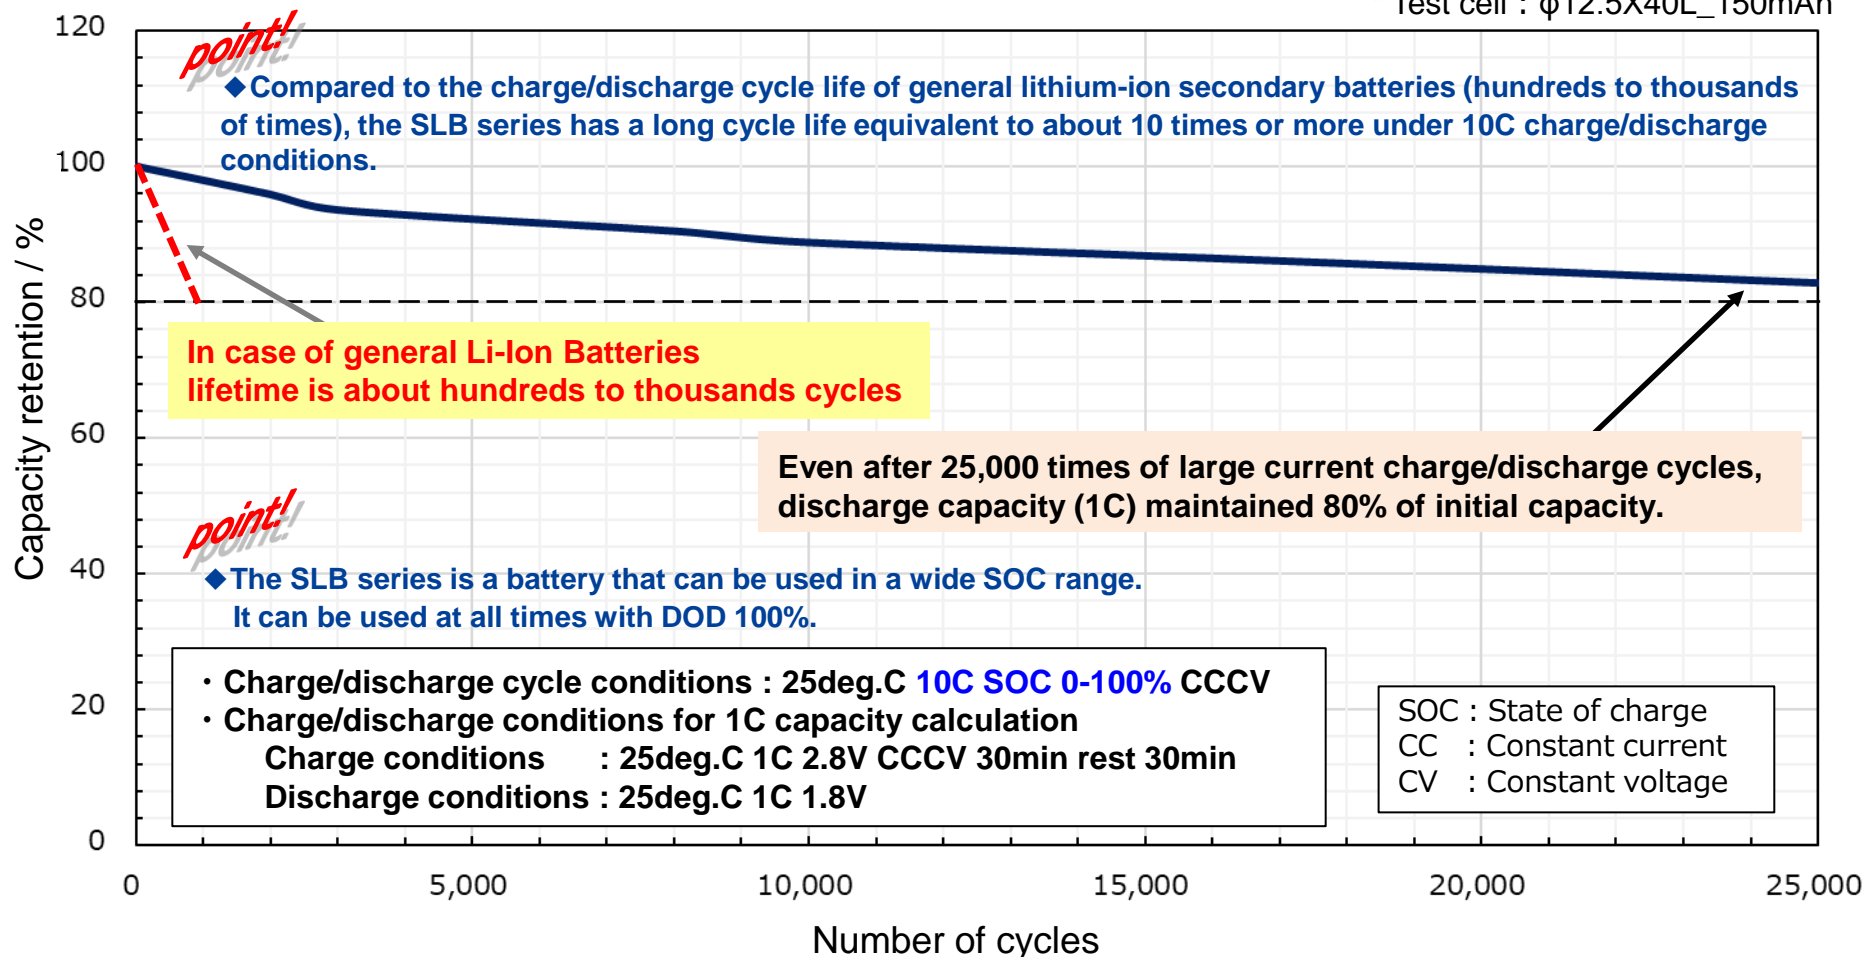 Test cell : φ12.5X40L_150mAh
120
point!
◆Compared to the charge/discharge cycle life of general lithium-ion secondary batteries (hundreds to thousands
of times), the SLB series has a long cycle life equivalent to about 10 times or more under 10C charge/discharge
conditions.
100
Capacity retention / %
80
In case of general Li-Ion Batteries
lifetime is about hundreds to thousands cycles
60
Even after 25,000 times of large current charge/discharge cycles,
discharge capacity (1C) maintained 80% of initial capacity.
point!
40
◆The SLB series is a battery that can be used in a wide SOC range.
It can be used at all times with DOD 100%.
・Charge/discharge cycle conditions : 25deg.C 10C SOC 0-100% CCCV
・Charge/discharge conditions for 1C capacity calculation
Charge conditions : 25deg.C 1C 2.8V CCCV 30min rest 30min
Discharge conditions : 25deg.C 1C 1.8V
SOC : State of charge
CC : Constant current
CV : Constant voltage
20
0
0 5,000 10,000 15,000 20,000 25,000
Number of cycles